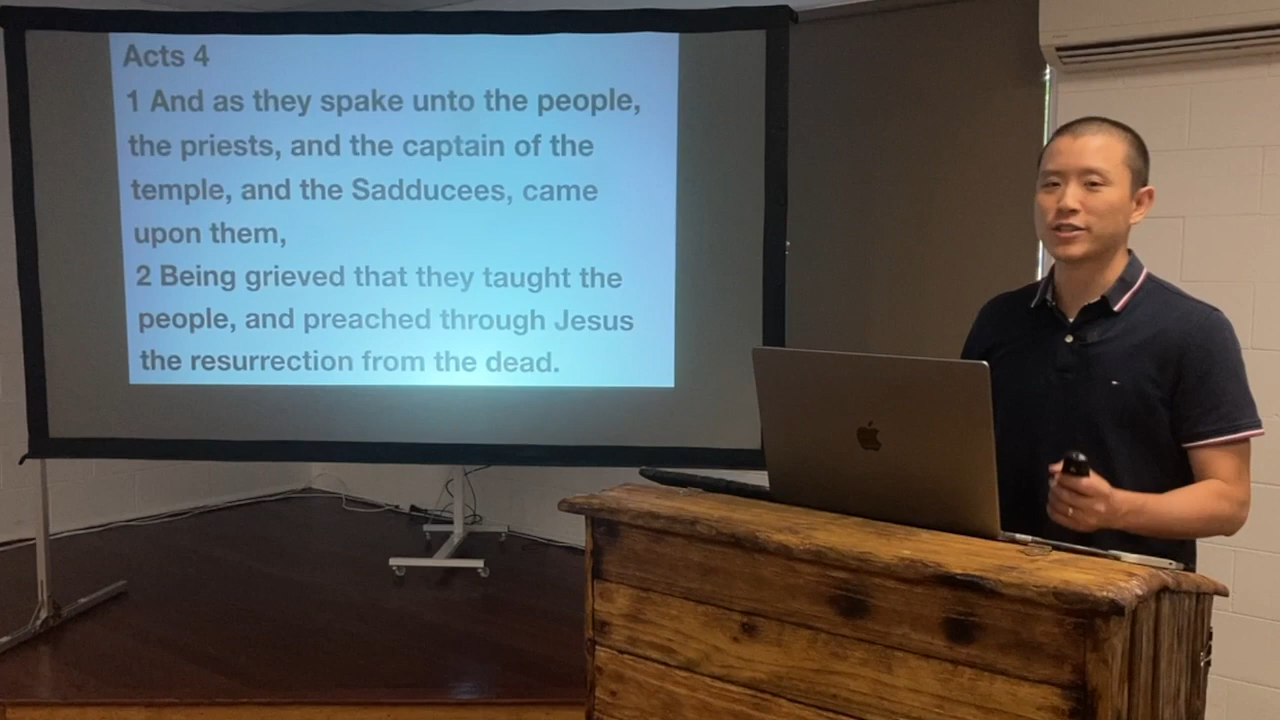 Acts 4
1 And as they spake unto the people,
the priests, and the captain of the
temple, and the Sadducees, came
upon them,
2 Being grieved that they taught the
people, and preached through Jesus
the resurrection from the dead.